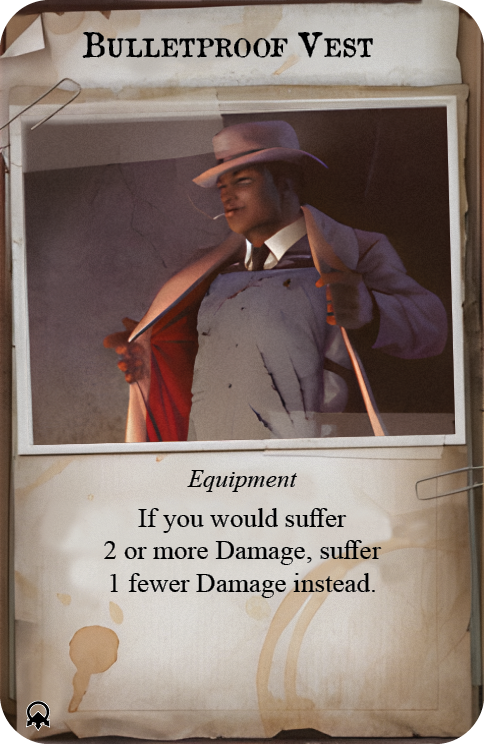 Bulletproof Vest
Equipment
If you would suffer
2 or more Damage, suffer
1 fewer Damage instead.